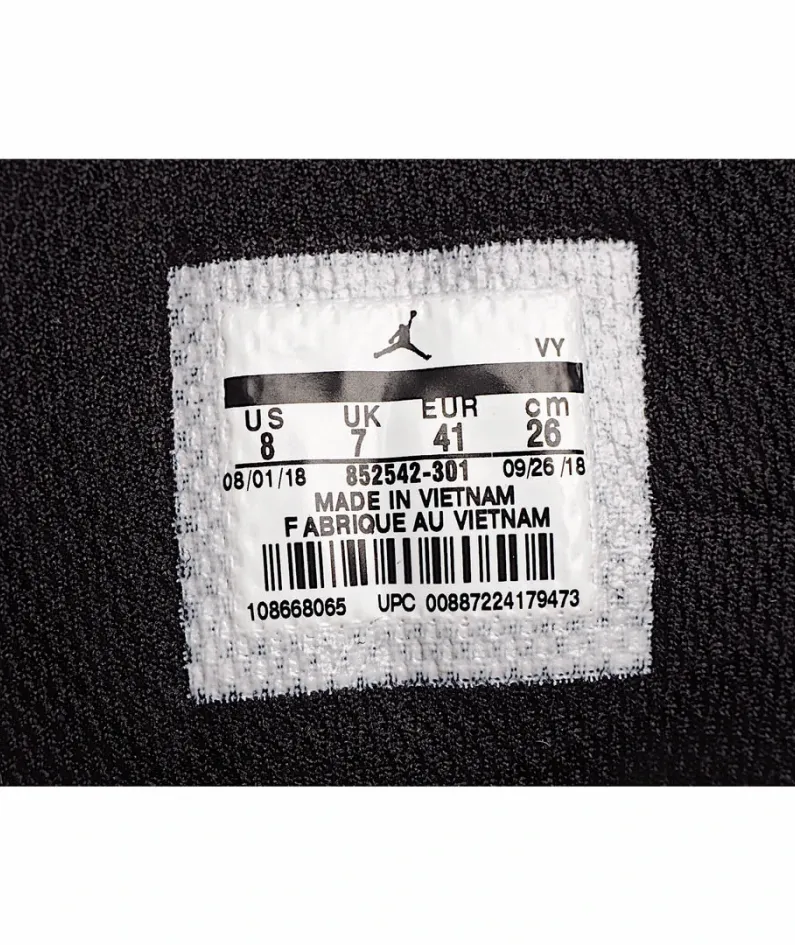 VY
US UK EUR cm
8 7 41 26
08/01/18 852542-301 09/26/18
MADE IN VIETNAM
FABRIQUE AU VIETNAM
108668065 UPC 00887224179473